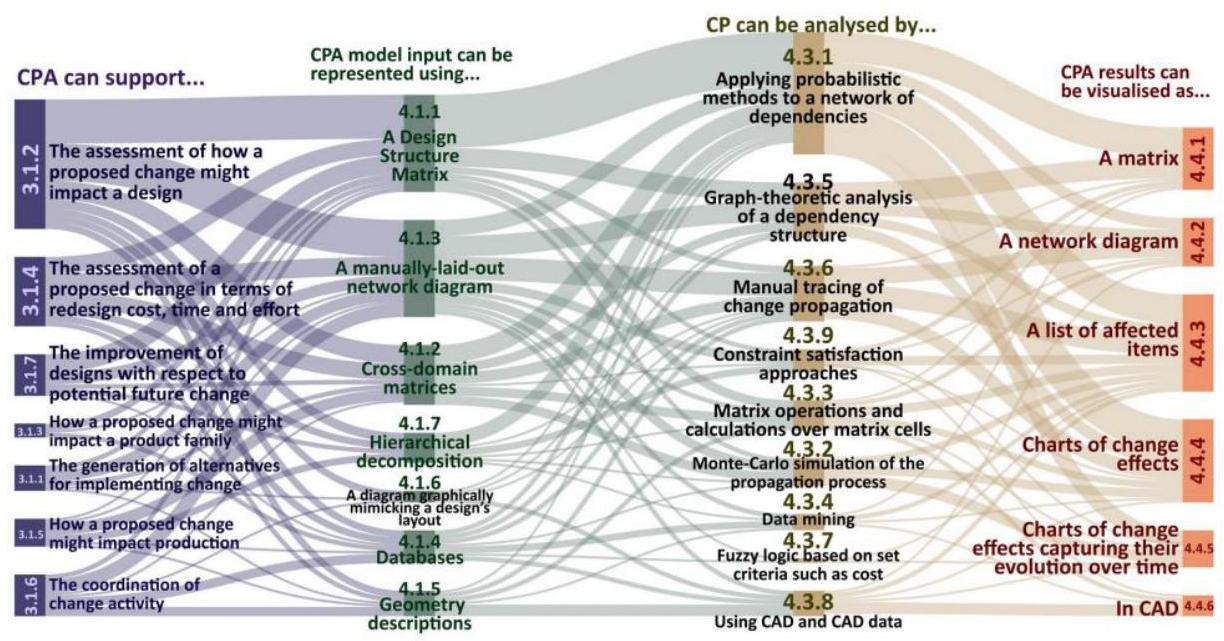 CPA can support...
3.1.2
The assessment of how a
proposed change might
impact a design
3.1.4
The assessment of a
proposed change in terms of
redesign cost, time and effort
3.1.7
The improvement of
designs with respect to
potential future change
3.1.3
How a proposed change might
impact a product family
3.1.1
The generation of alternatives
for implementing change
3.1.5
How a proposed change
might impact production
3.1.6
The coordination of
change activity
CPA model input can be
represented using...
4.1.1
A Design
Structure
Matrix
4.1.3
A manually-laid-out
network diagram
4.1.2
Cross-domain
matrices
4.1.7
Hierarchical
decomposition
4.1.6
A diagram graphically
mimicking a design's
layout
4.1.4
Databases
4.1.5
Geometry
descriptions
CP can be analysed by...
4.3.1
Applying probabilistic
methods to a network of
dependencies
4.3.5
Graph-theoretic analysis
of a dependency
structure
4.3.6
Manual tracing of
change propagation
4.3.9
Constraint satisfaction
approaches
4.3.3
Matrix operations and
calculations over matrix cells
4.3.2
Monte-Carlo simulation of the
propagation process
4.3.4
Data mining
4.3.7
Fuzzy logic based on set
criteria such as cost
4.3.8
Using CAD and CAD data
CPA results can
be visualised as...
A matrix
4.4.1
A network diagram
4.4.2
A list of affected
items
4.4.3
Charts of change
effects
4.4.4
Charts of change
effects capturing their
evolution over time
4.4.5
In CAD
4.4.6